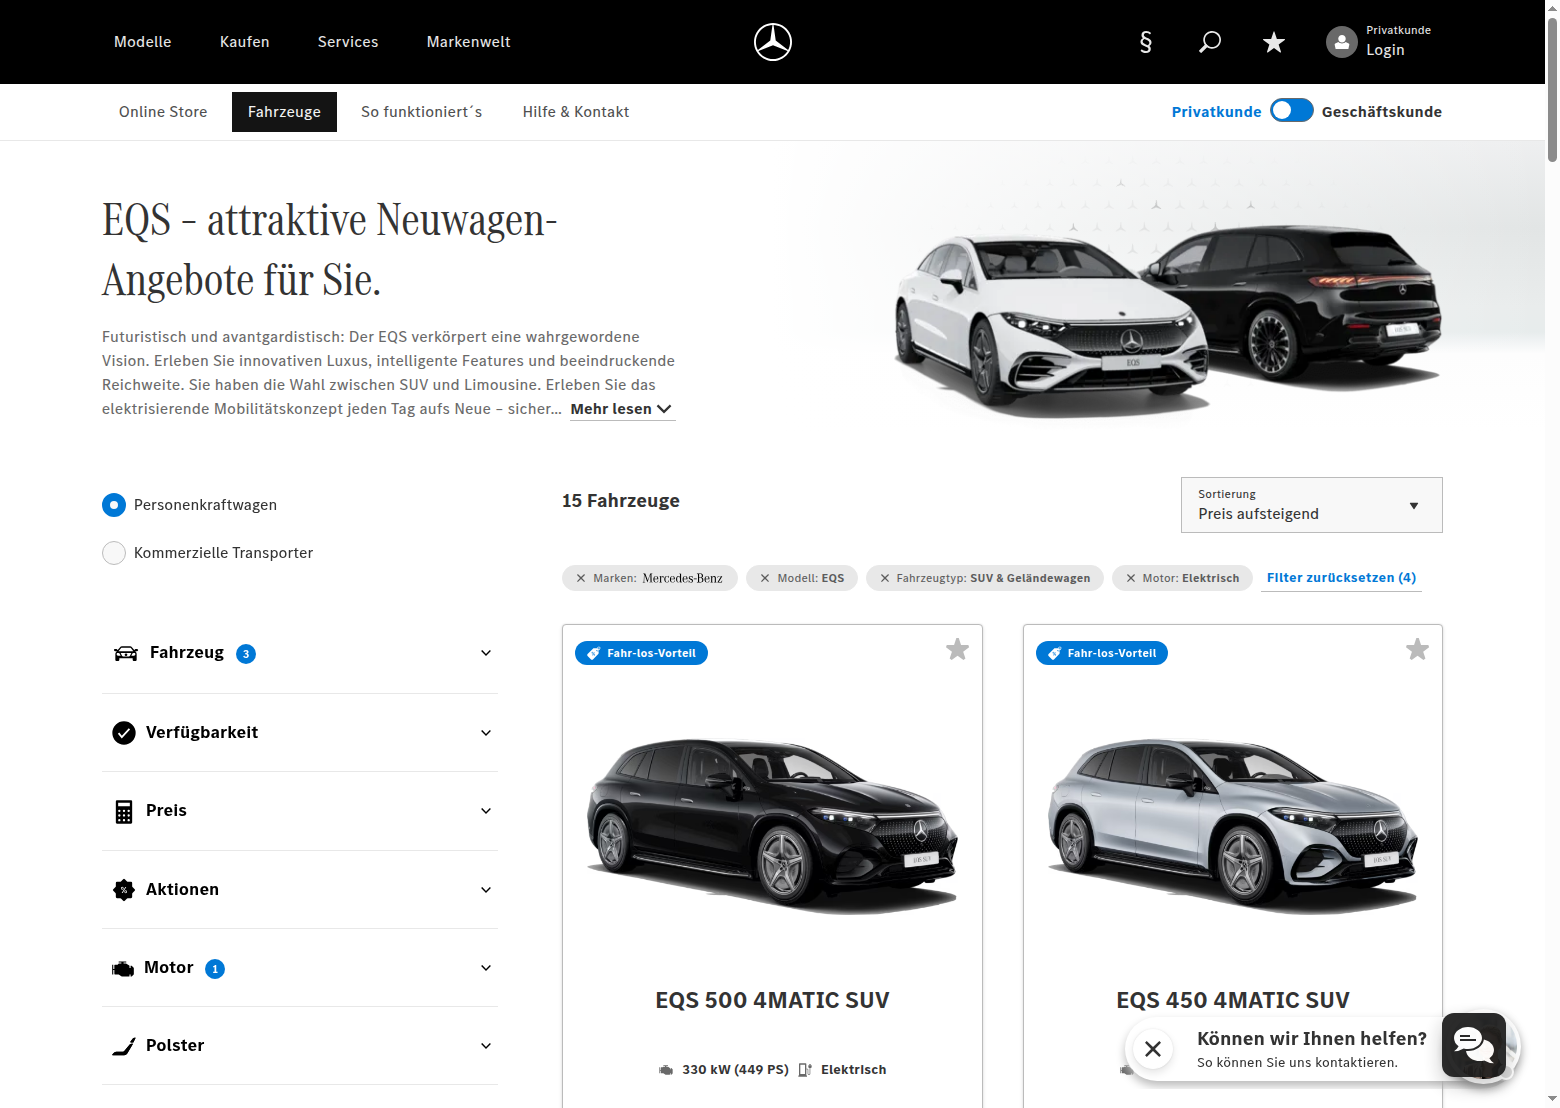 Modelle
Kaufen
Services
Markenwelt
§
Privatkunde
Login
Online Store
Fahrzeuge
So funktioniert´s
Hilfe & Kontakt
Privatkunde
Geschäftskunde
EQS – attraktive Neuwagen-
Angebote für Sie.
Futuristisch und avantgardistisch: Der EQS verkörpert eine wahrgewordene
Vision. Erleben Sie innovativen Luxus, intelligente Features und beeindruckende
Reichweite. Sie haben die Wahl zwischen SUV und Limousine. Erleben Sie das
elektrisierende Mobilitätskonzept jeden Tag aufs Neue – sicher... Mehr lesen
EQS
Personenkraftwagen
Kommerzielle Transporter
15 Fahrzeuge
Sortierung
Preis aufsteigend
Marken: Mercedes-Benz
Modell: EQS
Fahrzeugtyp: SUV & Geländewagen
Motor: Elektrisch
Filter zurücksetzen (4)
Fahrzeug 3
Verfügbarkeit
Preis
% Aktionen
Motor 1
Polster
Fahr-los-Vorteil
EQS SUV
EQS 500 4MATIC SUV
330 kW (449 PS)
Elektrisch
Fahr-los-Vorteil
EQS SUV
EQS 450 4MATIC SUV
Können wir Ihnen helfen?
So können Sie uns kontaktieren.